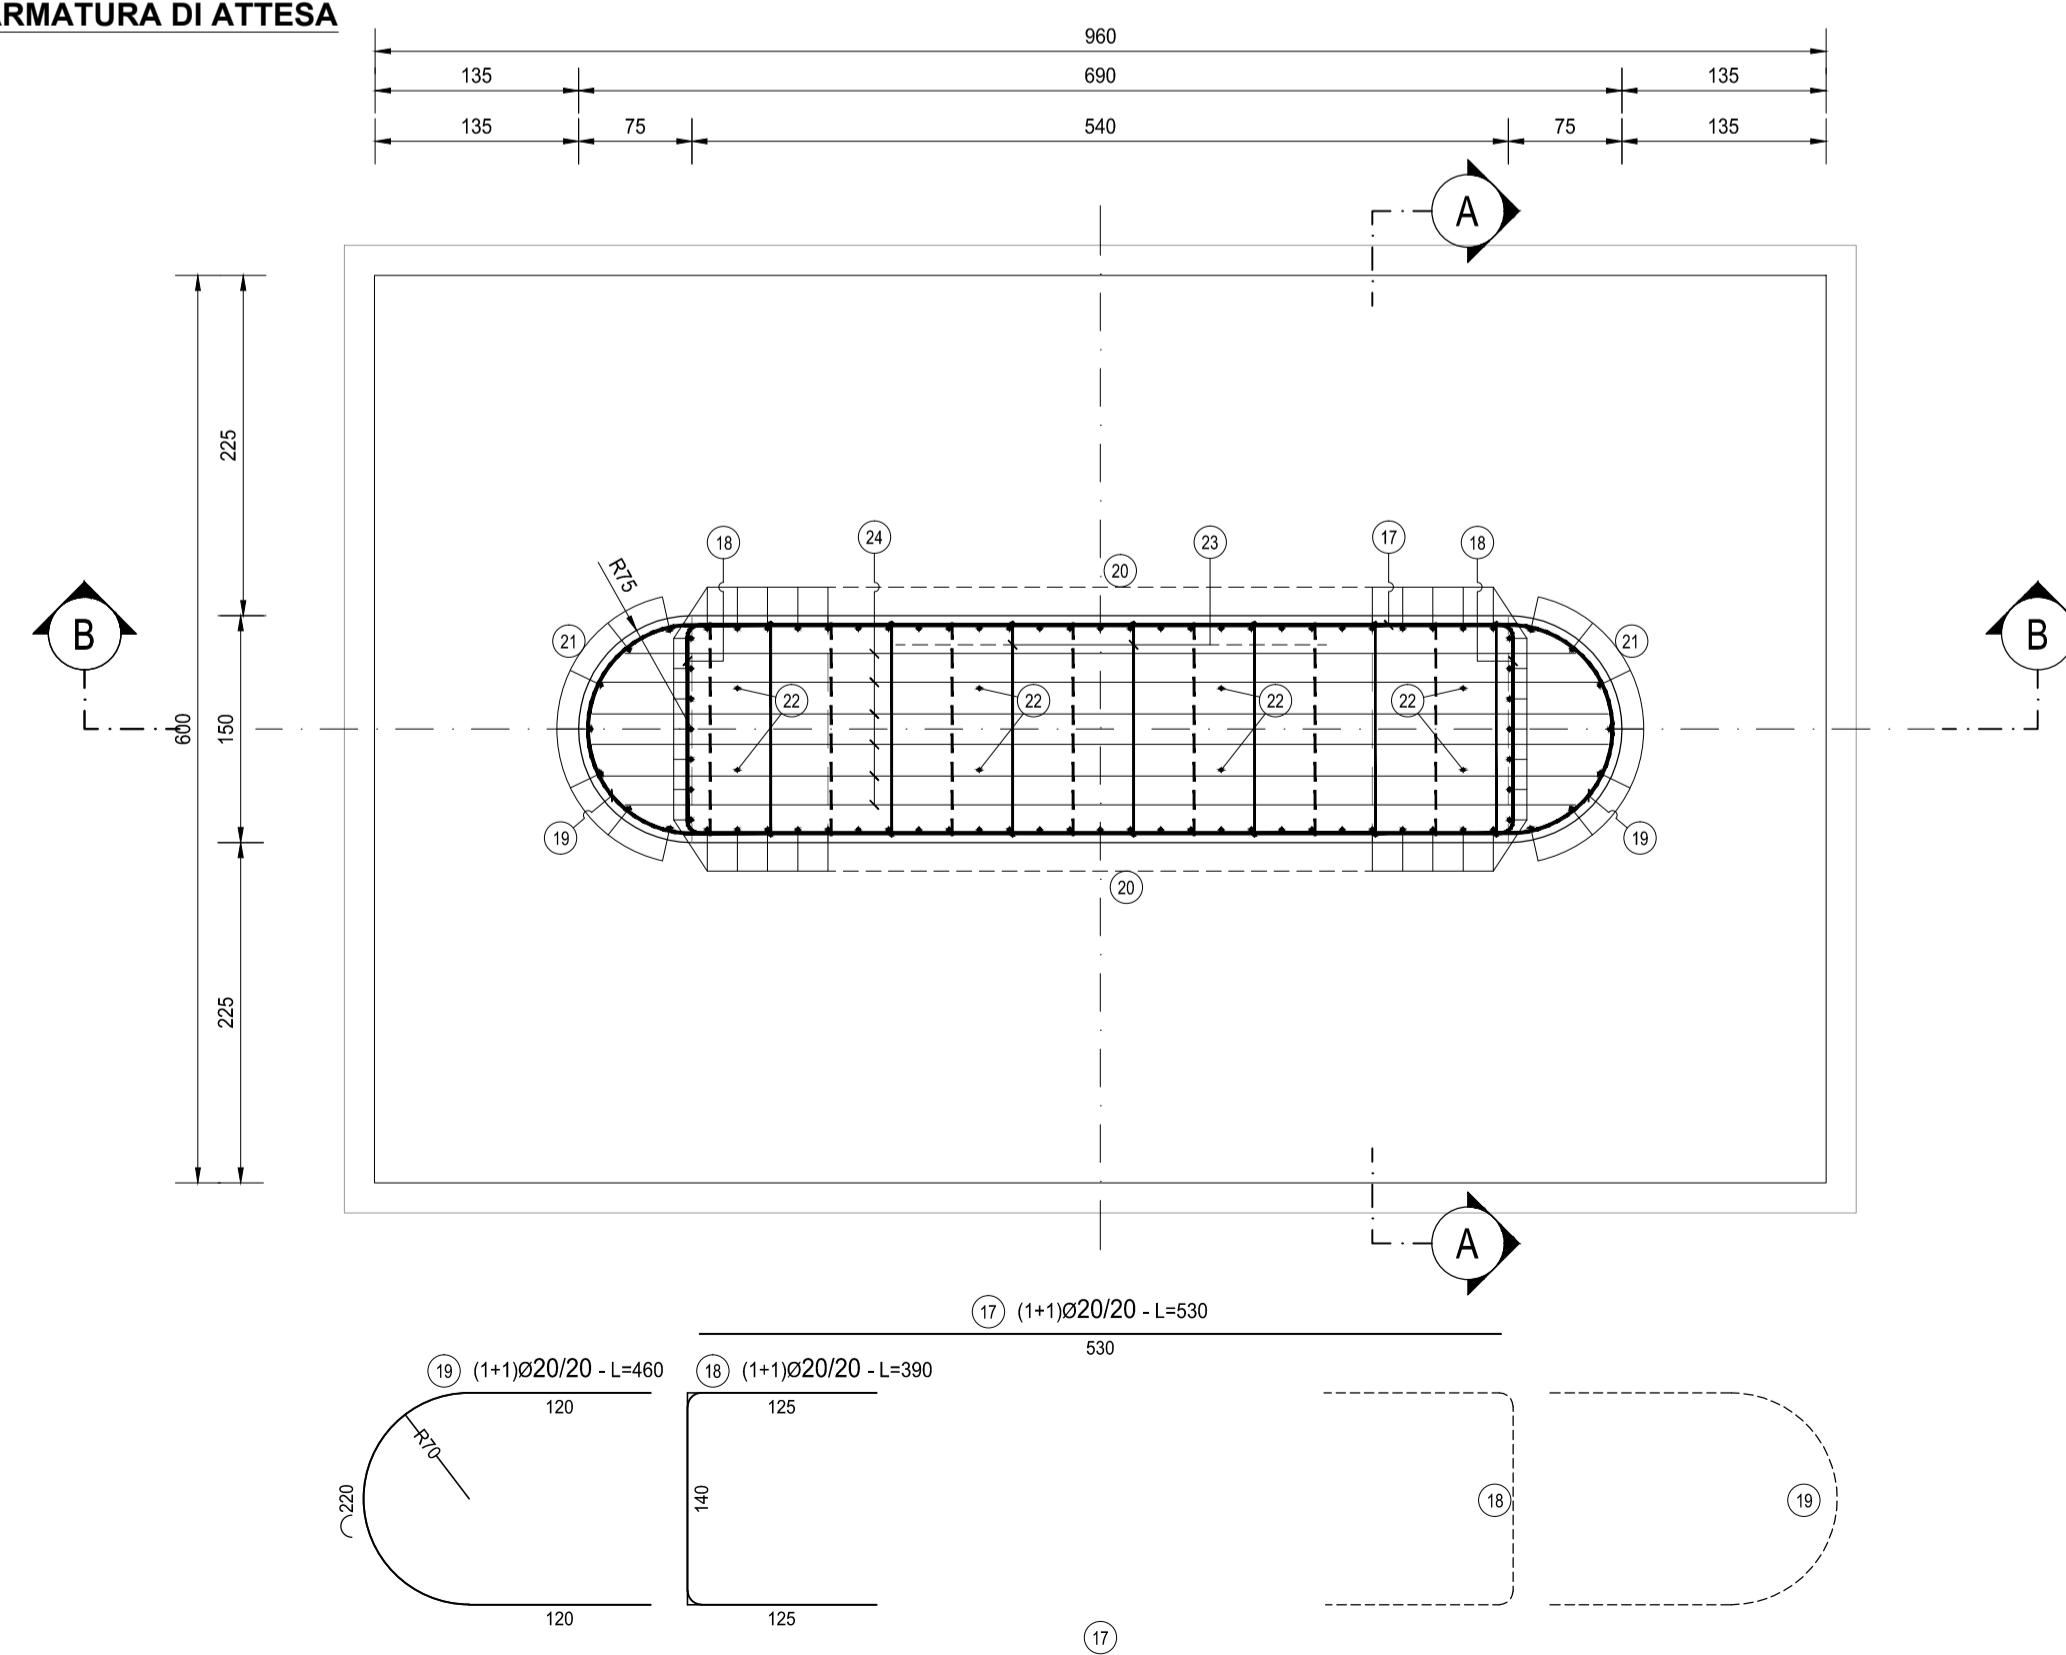 RMATURA DI ATTESA
960
135 690 135
135 75 540 75 135
A
225
18 24 23 17 18
20
R75
B B
21 21
22 22 22 22
600 150
19 19
20
225
A
17 (1+1)Ø20/20 - L=530
530
19 (1+1)Ø20/20 - L=460 18 (1+1)Ø20/20 - L=390
120 125
R70
220 140 18 19
120 125
17